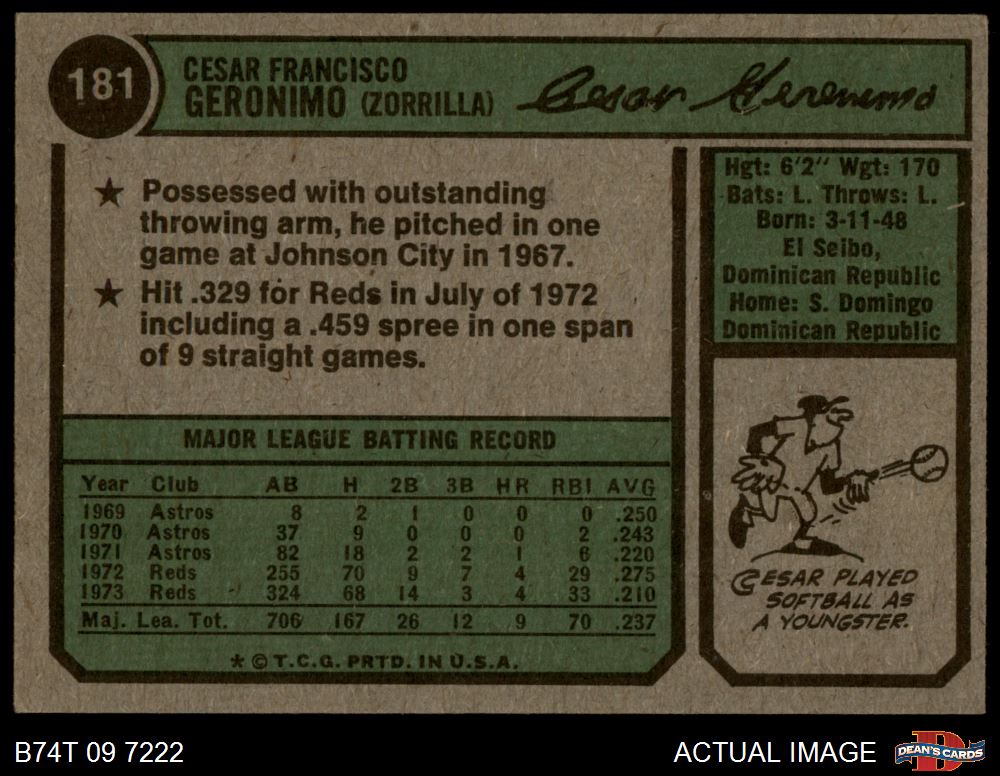 181
CESAR FRANCISCO
GERONIMO (ZORRILLA)
Cesar Geronimo
★ Possessed with outstanding
throwing arm, he pitched in one
game at Johnson City in 1967.
★ Hit .329 for Reds in July of 1972
including a .459 spree in one span
of 9 straight games.
Hgt: 6'2" Wgt: 170
Bats: L. Throws: L.
Born: 3-11-48
El Seibo,
Dominican Republic
Home: S. Domingo
Dominican Republic
MAJOR LEAGUE BATTING RECORD
Year Club AB H 2B 3B HR RBI AVG
1969 Astros 8 2 1 0 0 0 .250
1970 Astros 37 9 0 0 0 2 .243
1971 Astros 82 18 2 2 1 6 .220
1972 Reds 255 70 9 7 4 29 .275
1973 Reds 324 68 14 3 4 33 .210
Maj. Lea. Tot. 706 167 26 12 9 70 .237
* © T.C.G. PRTD. IN U.S.A.
CESAR PLAYED
SOFTBALL AS
A YOUNGSTER.
B74T 09 7222
ACTUAL IMAGE
DEAN'S CARDS